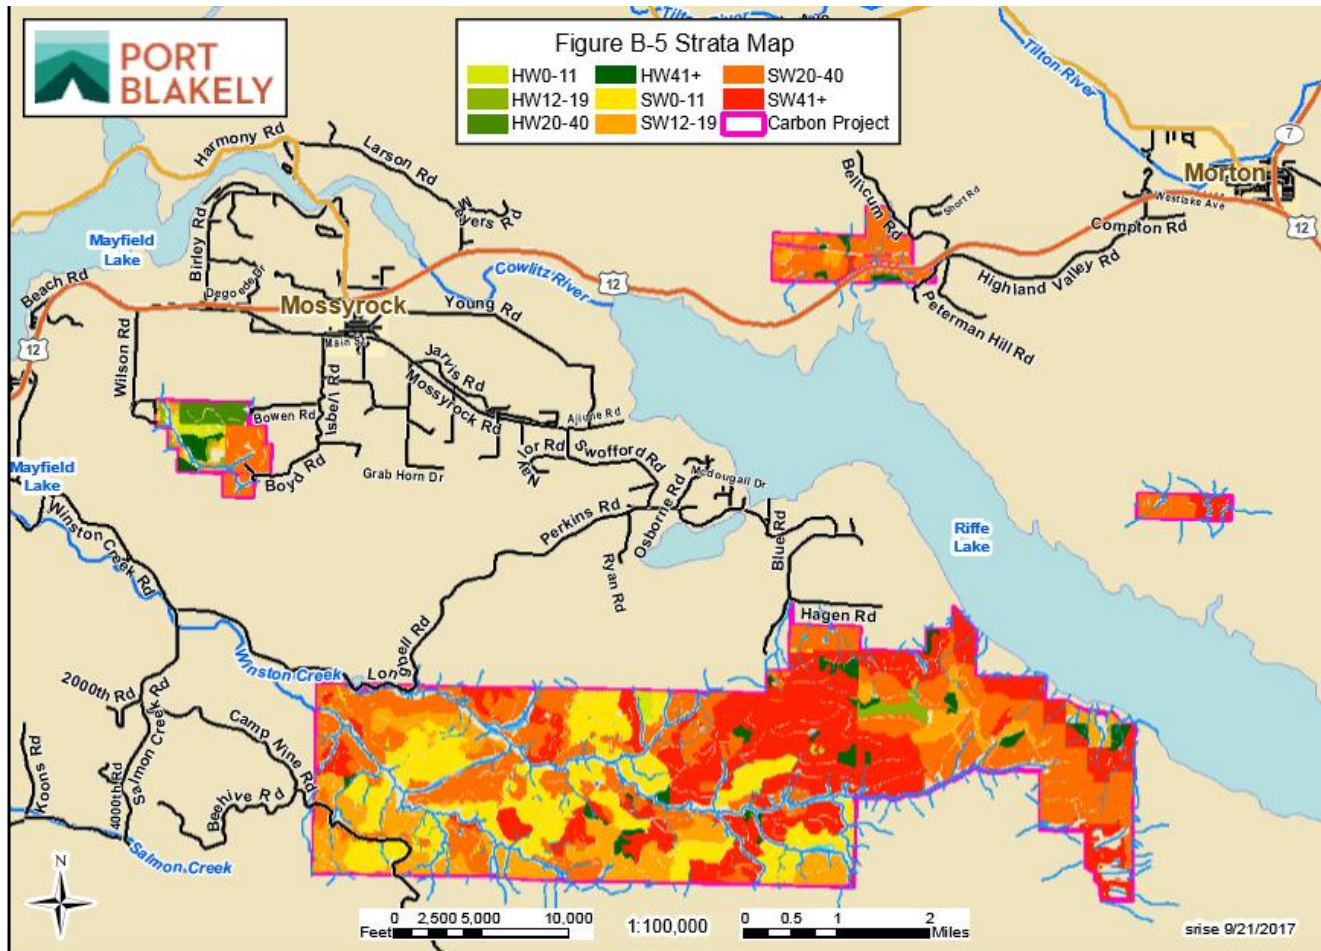 PORT
BLAKELY
Figure B-5 Strata Map
HW0-11
HW41+
SW20-40
HW12-19
SW0-11
SW41+
HW20-40
SW12-19
Carbon Project
Tilton River
Tilton River
7
Morton
Westlake Ave
12
Compton Rd
Harmony Rd
Larson Rd
Meyers Rd
Bellicum Rd
Short Rd
Highland Valley Rd
Peterman Hill Rd
Mayfield
Lake
Birley Rd
Beach Rd
Degoede Dr
Mossyrock
Cowlitz River
12
Young Rd
12
Wilson Rd
Main St
Isbel Rd
Jarvis Rd
Mossyrock Rd
Ajlune Rd
Bowen Rd
Boyd Rd
Grab Horn Dr
Swofford Rd
Mcdougall Dr
Mayfield
Lake
Winston Creek Rd
Perkins Rd
Osborne Rd
Ryan Rd
Blue Rd
Riffe
Lake
Hagen Rd
Winston Creek
Longbell Rd
2000th Rd
Salmon Creek Rd
Camp Nine Rd
Koons Rd
4000th Rd
Beehive Rd
Salmon Creek
N
0 2,500 5,000 10,000
Feet
1:100,000
0 0.5 1 2
Miles
srise 9/21/2017